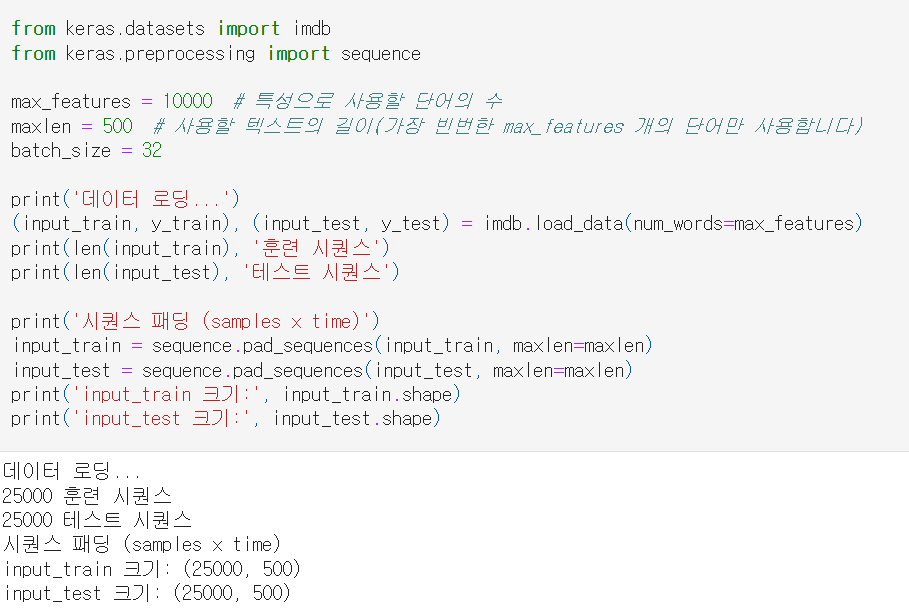 from keras.datasets import imdb
from keras.preprocessing import sequence
max_features = 10000  # 특성으로 사용할 단어의 수
maxlen = 500  # 사용할 텍스트의 길이(가장 빈번한 max_features 개의 단어만 사용합니다)
batch_size = 32
print('데이터 로딩...')
(input_train, y_train), (input_test, y_test) = imdb.load_data(num_words=max_features)
print(len(input_train), '훈련 시퀀스')
print(len(input_test), '테스트 시퀀스')
print('시퀀스 패딩 (samples x time)')
input_train = sequence.pad_sequences(input_train, maxlen=maxlen)
input_test = sequence.pad_sequences(input_test, maxlen=maxlen)
print('input_train 크기:', input_train.shape)
print('input_test 크기:', input_test.shape)
데이터 로딩...
25000 훈련 시퀀스
25000 테스트 시퀀스
시퀀스 패딩 (samples x time)
input_train 크기: (25000, 500)
input_test 크기: (25000, 500)